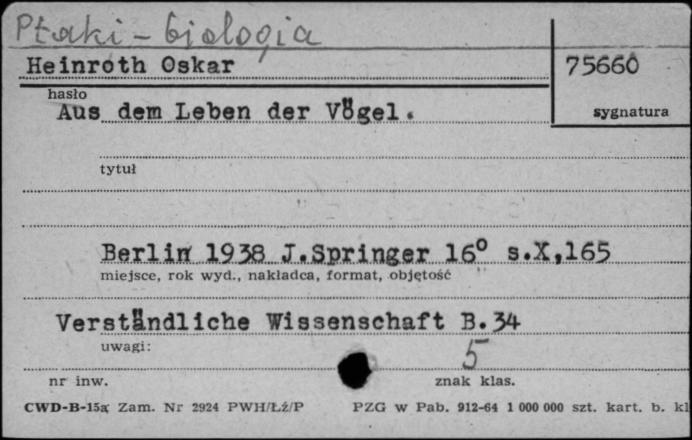 Ptaki - biologia
Heinroth Oskar
75660
hasło
Aus dem Leben der Vögel.
sygnatura
tytuł
Berlin 1938 J.Springer 16° s.X,165
miejsce, rok wyd., nakładca, format, objętość
Verständliche Wissenschaft B.34
uwagi:
5
nr inw.
znak klas.
CWD-B-15a Zam. Nr 2924 PWH/Łź/P
PZG w Pab. 912-64 1 000 000 szt. kart. b. kl